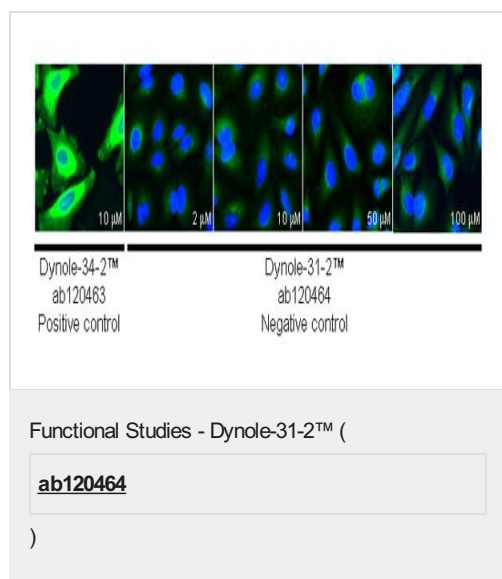 10 µM
2 µM
10 µM
50 µM
100 µM
Dynole-34-2™
ab120463
Positive control
Dynole-31-2™
ab120464
Negative control
Functional Studies - Dynole-31-2™ (
ab120464
)